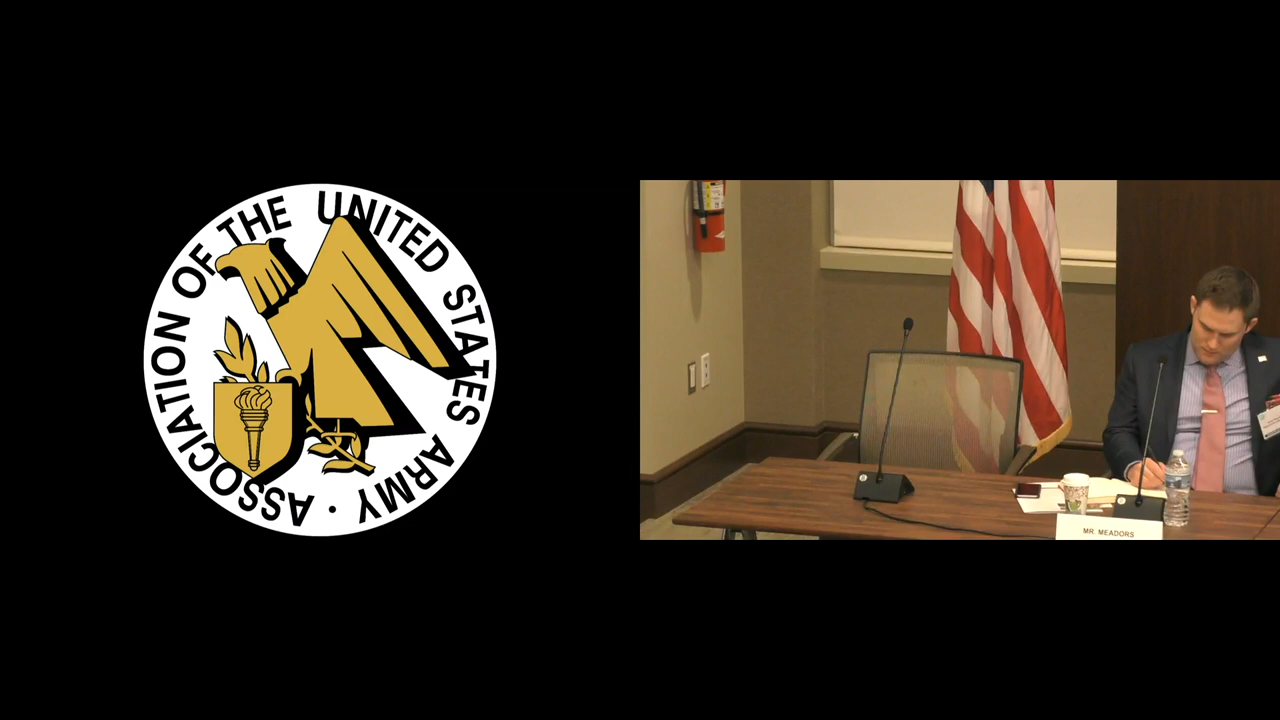 ASSOCIATION OF THE UNITED STATES ARMY ·
MR. MEADORS